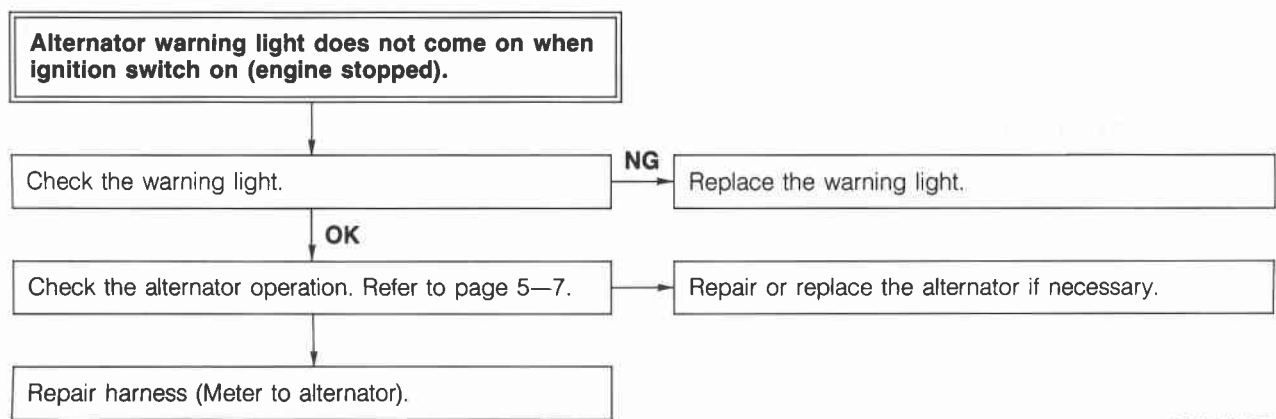 Alternator warning light does not come on when
ignition switch on (engine stopped).
Check the warning light.
NG
Replace the warning light.
OK
Check the alternator operation. Refer to page 5—7.
Repair or replace the alternator if necessary.
Repair harness (Meter to alternator).